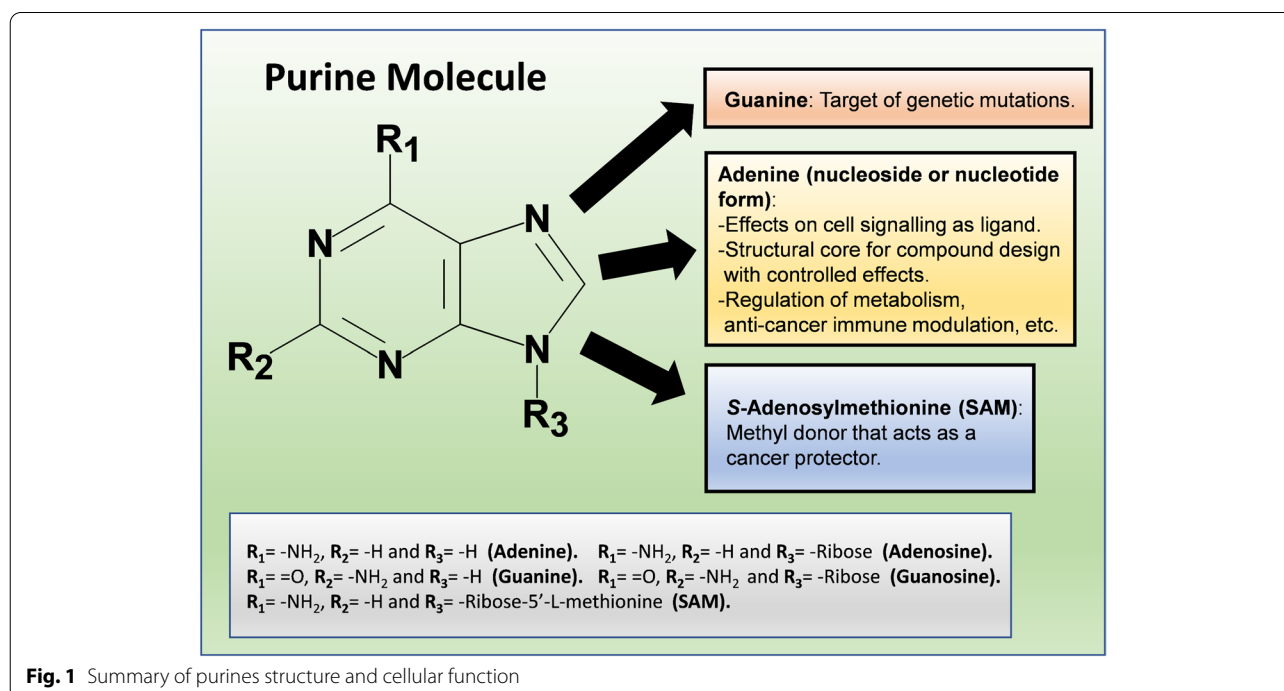 Purine Molecule
R1
N
N
R2
N
N
R3
Guanine: Target of genetic mutations.
Adenine (nucleoside or nucleotide
form):
-Effects on cell signalling as ligand.
-Structural core for compound design
with controlled effects.
-Regulation of metabolism,
anti-cancer immune modulation, etc.
S-Adenosylmethionine (SAM):
Methyl donor that acts as a
cancer protector.
R1= -NH2, R2= -H and R3= -H (Adenine). R1= -NH2, R2= -H and R3= -Ribose (Adenosine).
R1= =O, R2= -NH2 and R3= -H (Guanine). R1= =O, R2= -NH2 and R3= -Ribose (Guanosine).
R1= -NH2, R2= -H and R3= -Ribose-5’-L-methionine (SAM).
Fig. 1 Summary of purines structure and cellular function